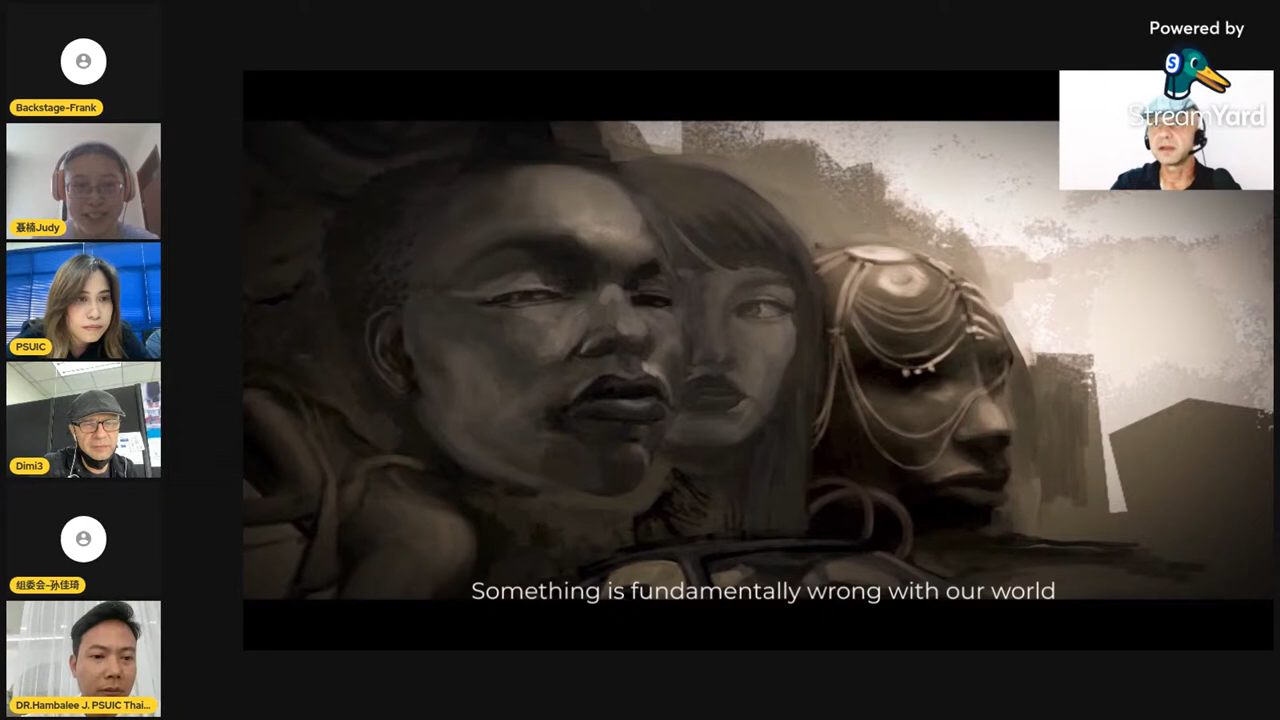 Powered by
StreamYard
S
Backstage-Frank
聂楠Judy
PSUIC
Dimi3
组委会-孙佳琦
DR.Hambalee J. PSUIC Thai...
Something is fundamentally wrong with our world